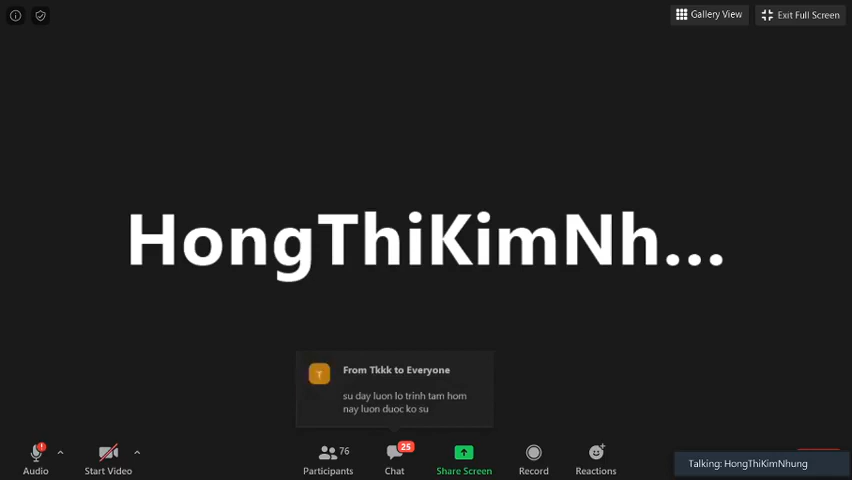 Gallery View
Exit Full Screen
HongThiKimNh...
T
From Tkkk to Everyone
su day luon lo trinh tam hom
nay luon duoc ko su
76
25
Audio
Start Video
Participants
Chat
Share Screen
Record
Reactions
Talking: HongThiKimNhung